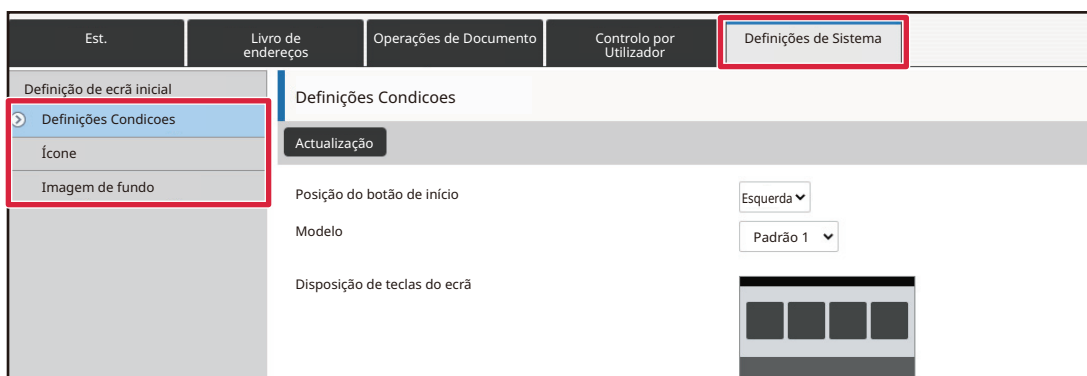 Est.
Livro de
endereços
Operações de Documento
Controlo por
Utilizador
Definições de Sistema
Definição de ecrã inicial
Definições Condicoes
Ícone
Imagem de fundo
Definições Condicoes
Actualização
Posição do botão de início
Esquerda
Modelo
Padrão 1
Disposição de teclas do ecrã